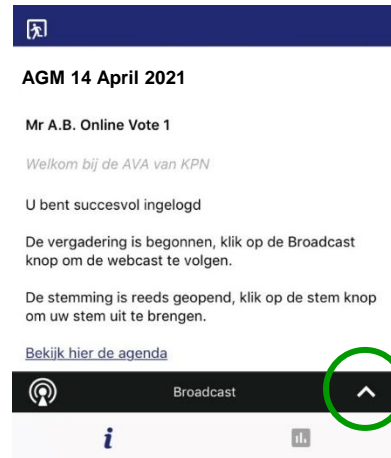 AGM 14 April 2021
Mr A.B. Online Vote 1
Welkom bij de AVA van KPN
U bent succesvol ingelogd
De vergadering is begonnen, klik op de Broadcast
knop om de webcast te volgen.
De stemming is reeds geopend, klik op de stem knop
om uw stem uit te brengen.
Bekijk hier de agenda
Broadcast
i